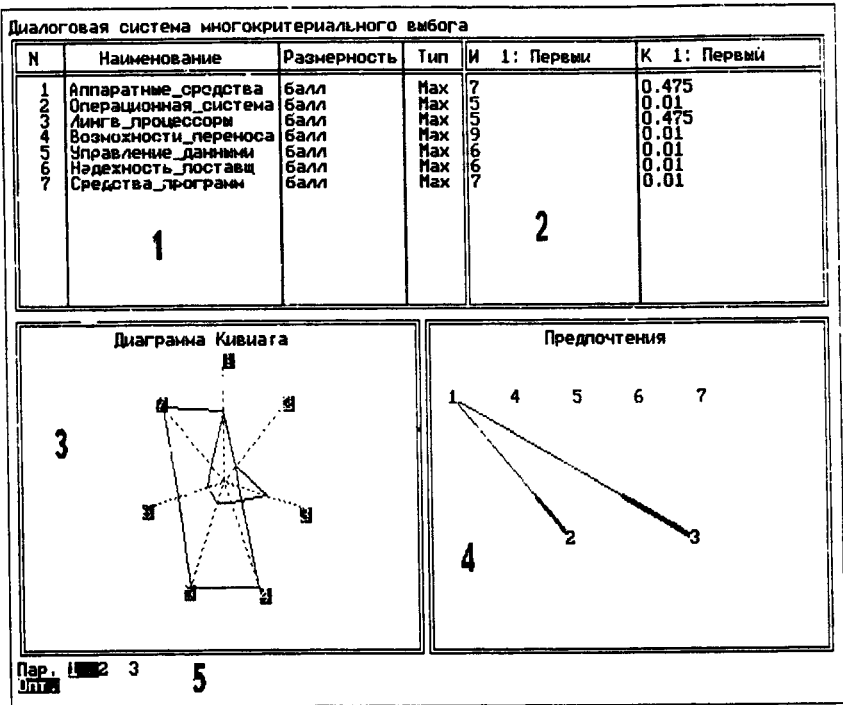 Диалоговая система многокритериального выбора
N Наименование Размерность Тип И 1: Первый К 1: Первый
1 Аппаратные_средства балл Max 7 0.475
2 Операционная_система балл Max 5 0.01
3 Лингв_процессоры балл Max 5 0.475
4 Возможности_переноса балл Max 9 0.01
5 Управление_данными балл Max 6 0.01
6 Надежность_поставщ балл Max 6 0.01
7 Средства_программ балл Max 7 0.01
1
2
Диаграмма Кивиата
3
Предпочтения
1 4 5 6 7
2 3
4
Пар. 2 3
5